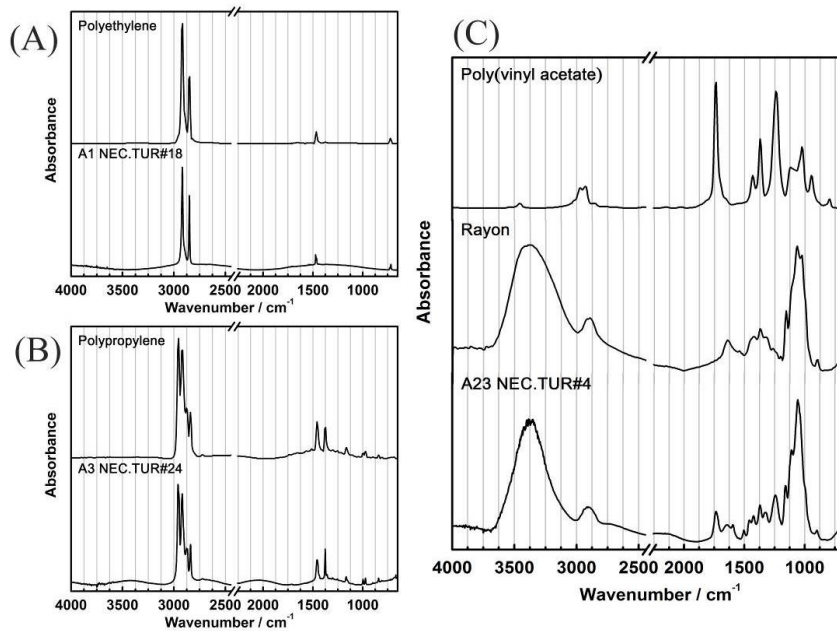 (A)
Polyethylene
A1 NEC.TUR#18
Absorbance
4000 3500 3000 2500 2000 1500 1000
Wavenumber / cm-1
(B)
Polypropylene
A3 NEC.TUR#24
Absorbance
4000 3500 3000 2500 2000 1500 1000
Wavenumber / cm-1
(C)
Poly(vinyl acetate)
Rayon
A23 NEC.TUR#4
Absorbance
4000 3500 3000 2500 2000 1500 1000
Wavenumber / cm-1